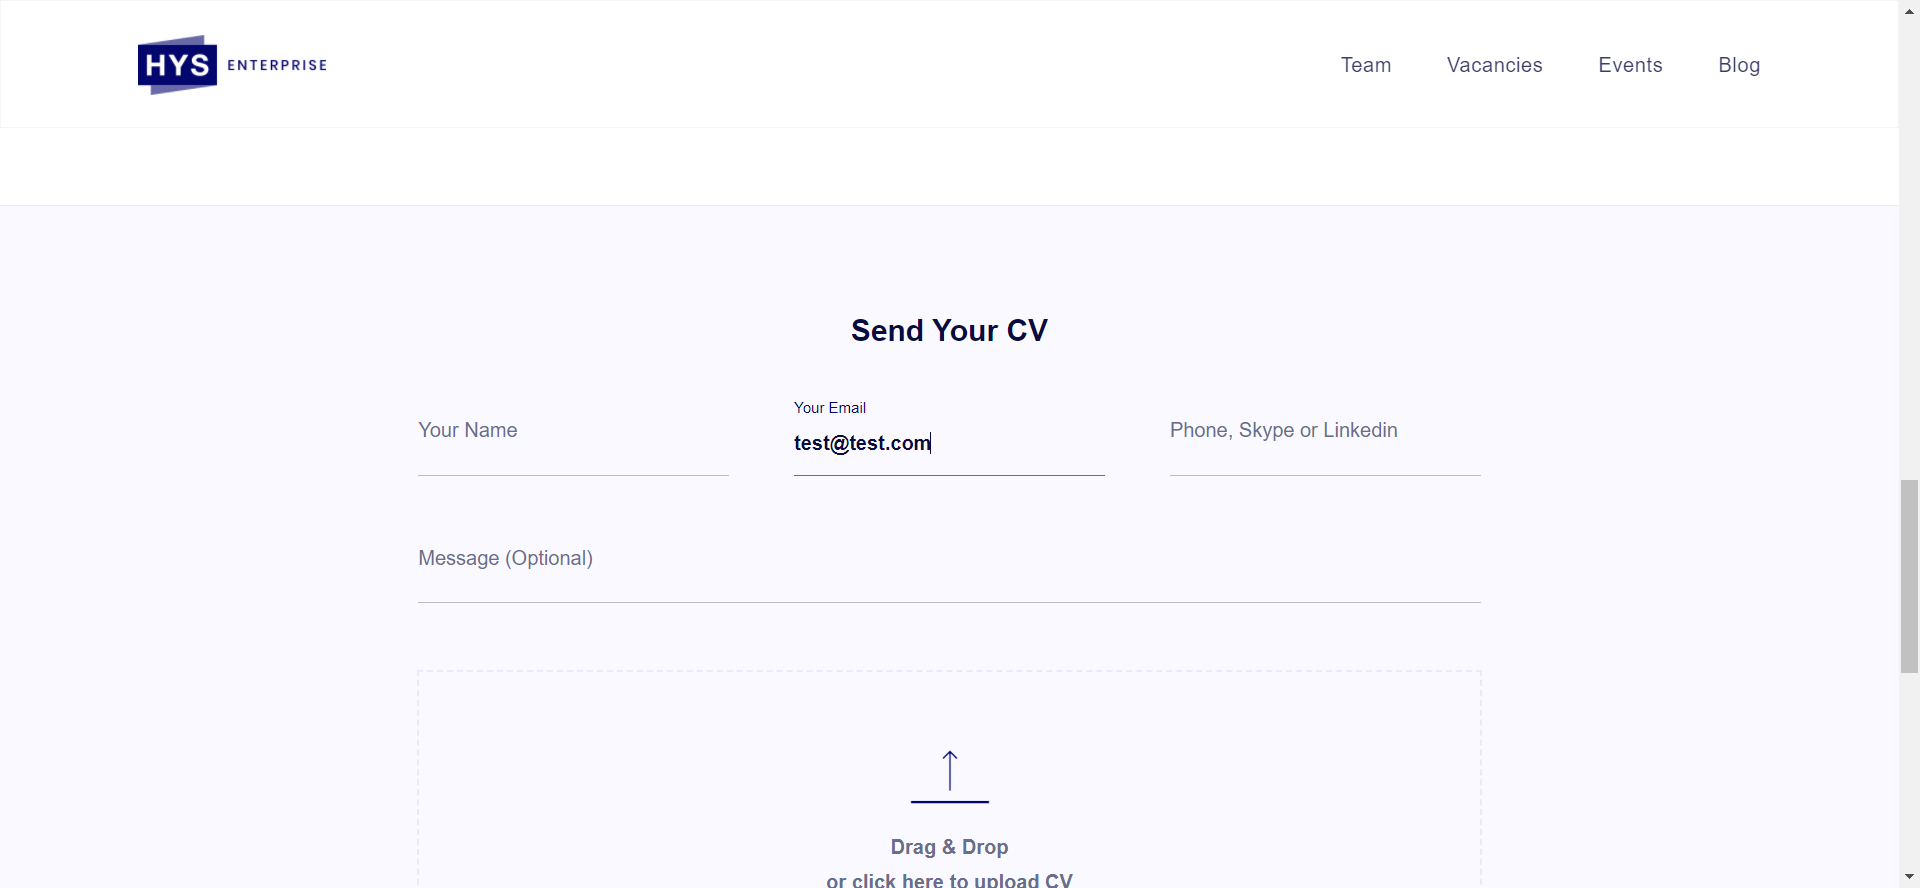 HYS ENTERPRISE
Team Vacancies Events Blog
Send Your CV
Your Name
Your Email
test@test.com
Phone, Skype or Linkedin
Message (Optional)
Drag & Drop
or click here to upload CV